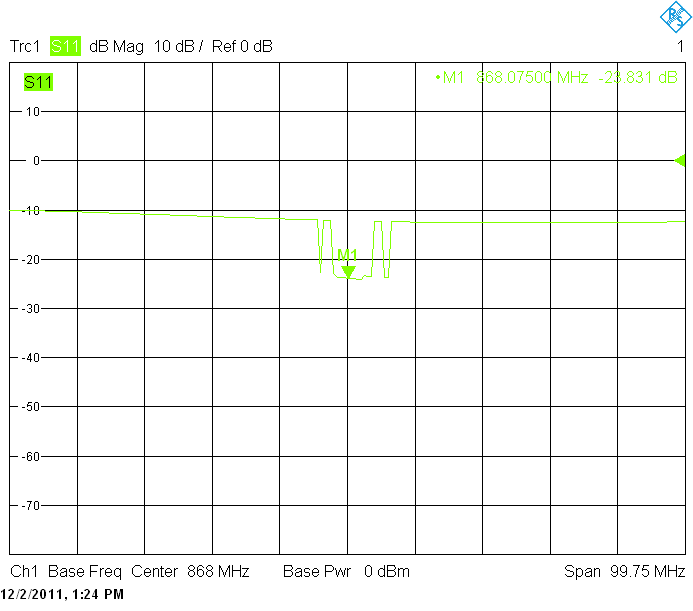 Trc1 S11 dB Mag 10 dB / Ref 0 dB 1
S11 •M1 868.07500 MHz -23.831 dB
10
0
-10
-20
M1
-30
-40
-50
-60
-70
Ch1 Base Freq Center 868 MHz Base Pwr 0 dBm Span 99.75 MHz
12/2/2011, 1:24 PM